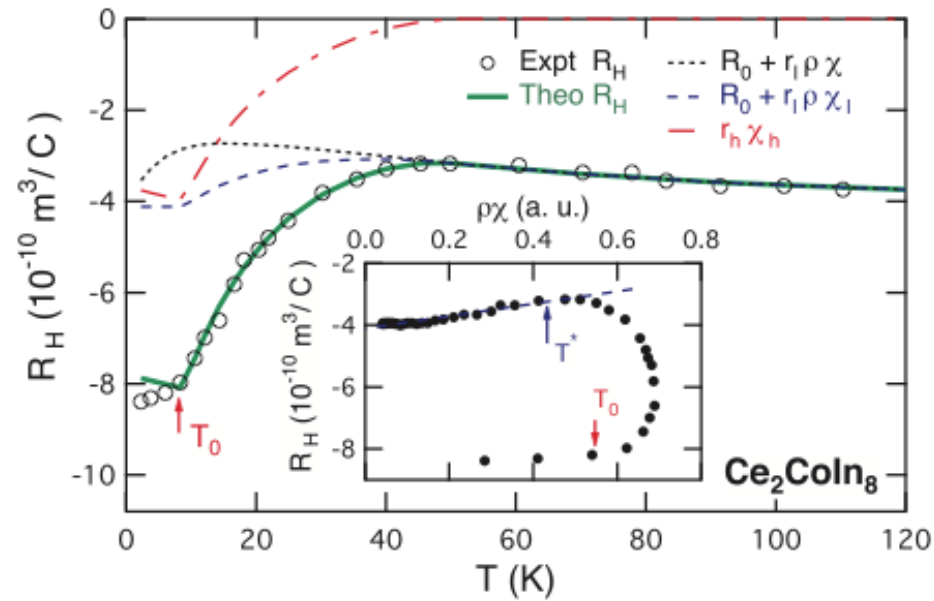 0
-2
-4
-6
-8
-10
R_H (10^-10 m^3/ C)
Expt R_H
Theo R_H
R_0 + r_l ρ χ
R_0 + r_l ρ χ_l
r_h χ_h
ρχ (a. u.)
0.0 0.2 0.4 0.6 0.8
-2
-4
-6
-8
R_H (10^-10 m^3/ C)
T*
T_0
T_0
Ce_2CoIn_8
0 20 40 60 80 100 120
T (K)